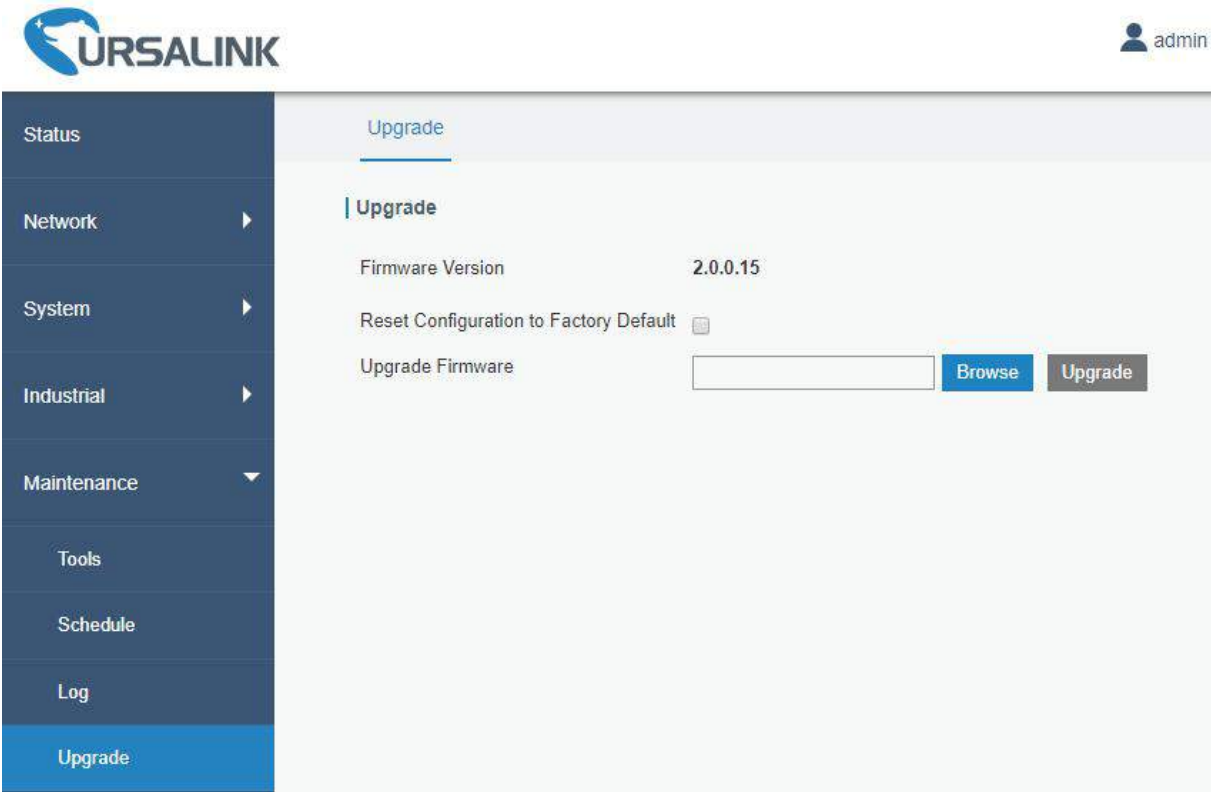 URSALINK
admin
Status
Upgrade
Network
Upgrade
Firmware Version 2.0.0.15
System
Reset Configuration to Factory Default
Upgrade Firmware Browse Upgrade
Industrial
Maintenance
Tools
Schedule
Log
Upgrade